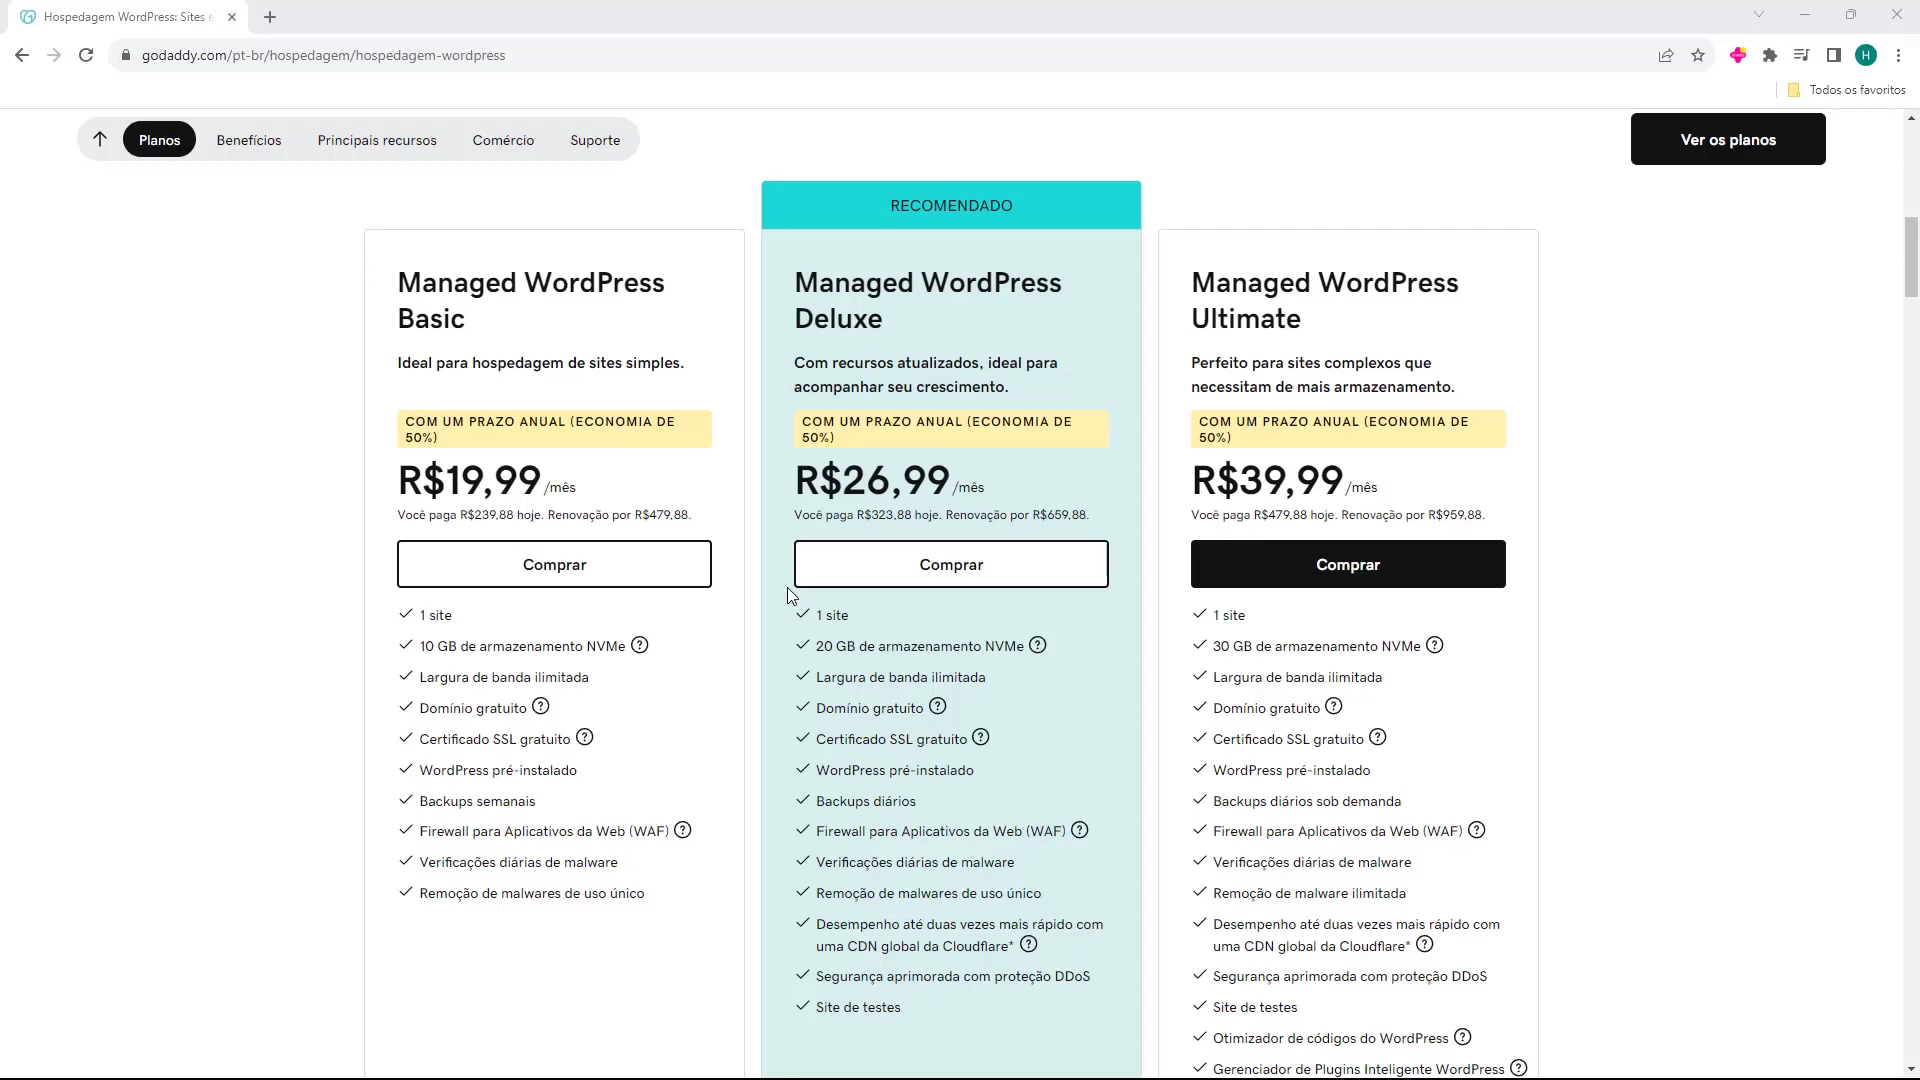 Hospedagem WordPress: Sites e
godaddy.com/pt-br/hospedagem/hospedagem-wordpress
H
Todos os favoritos
Planos
Benefícios
Principais recursos
Comércio
Suporte
Ver os planos
RECOMENDADO
Managed WordPress
Basic
Ideal para hospedagem de sites simples.
COM UM PRAZO ANUAL (ECONOMIA DE
50%)
R$19,99 /mês
Você paga R$239,88 hoje. Renovação por R$479,88.
Comprar
1 site
10 GB de armazenamento NVMe ?
Largura de banda ilimitada
Domínio gratuito ?
Certificado SSL gratuito ?
WordPress pré-instalado
Backups semanais
Firewall para Aplicativos da Web (WAF) ?
Verificações diárias de malware
Remoção de malwares de uso único
Managed WordPress
Deluxe
Com recursos atualizados, ideal para
acompanhar seu crescimento.
COM UM PRAZO ANUAL (ECONOMIA DE
50%)
R$26,99 /mês
Você paga R$323,88 hoje. Renovação por R$659,88.
Comprar
1 site
20 GB de armazenamento NVMe ?
Largura de banda ilimitada
Domínio gratuito ?
Certificado SSL gratuito ?
WordPress pré-instalado
Backups diários
Firewall para Aplicativos da Web (WAF) ?
Verificações diárias de malware
Remoção de malwares de uso único
Desempenho até duas vezes mais rápido com
uma CDN global da Cloudflare* ?
Segurança aprimorada com proteção DDoS
Site de testes
Managed WordPress
Ultimate
Perfeito para sites complexos que
necessitam de mais armazenamento.
COM UM PRAZO ANUAL (ECONOMIA DE
50%)
R$39,99 /mês
Você paga R$479,88 hoje. Renovação por R$959,88.
Comprar
1 site
30 GB de armazenamento NVMe ?
Largura de banda ilimitada
Domínio gratuito ?
Certificado SSL gratuito ?
WordPress pré-instalado
Backups diários sob demanda
Firewall para Aplicativos da Web (WAF) ?
Verificações diárias de malware
Remoção de malware ilimitada
Desempenho até duas vezes mais rápido com
uma CDN global da Cloudflare* ?
Segurança aprimorada com proteção DDoS
Site de testes
Otimizador de códigos do WordPress ?
Gerenciador de Plugins Inteligente WordPress ?